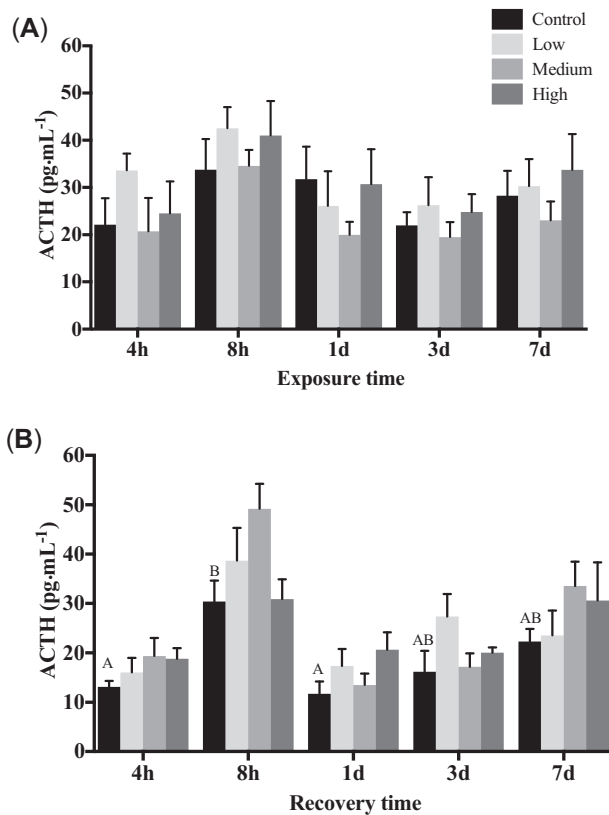 (A)
Control
Low
Medium
High
ACTH (pg·mL⁻¹)
60
50
40
30
20
10
0
4h 8h 1d 3d 7d
Exposure time
(B)
ACTH (pg·mL⁻¹)
60
50
40
30
20
10
0
A B A AB AB
4h 8h 1d 3d 7d
Recovery time